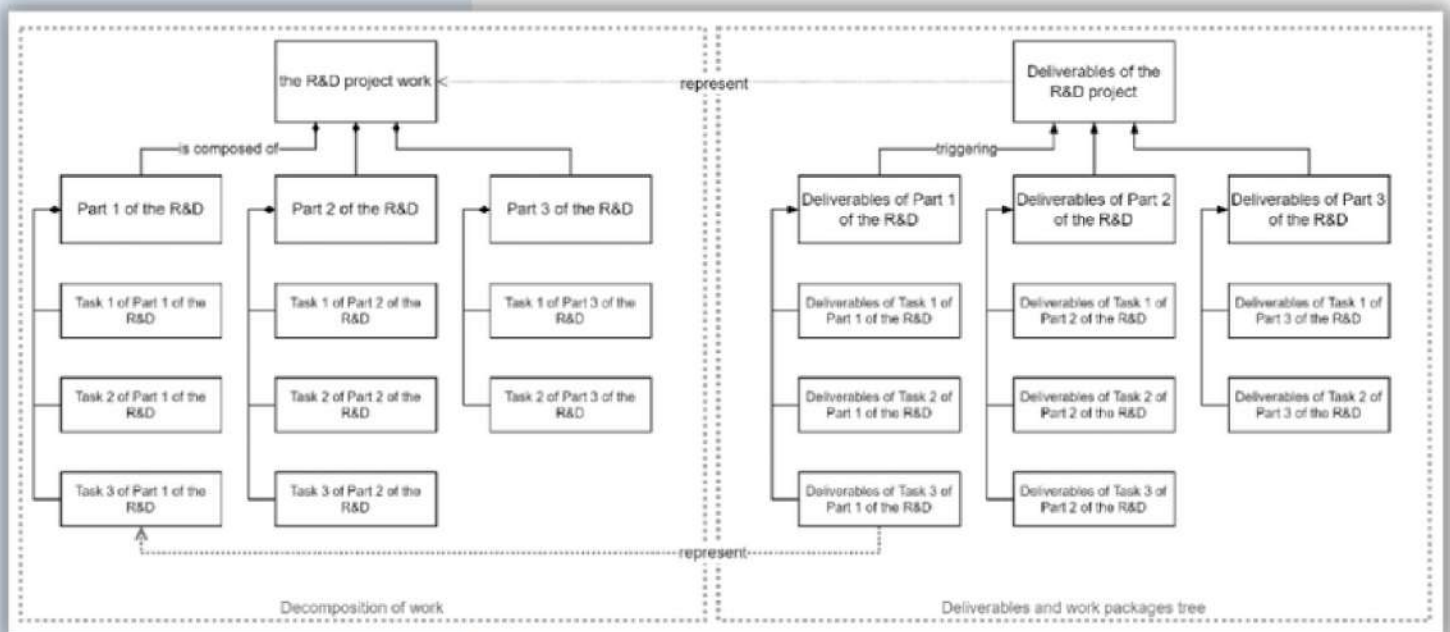 the R&D project work
represent
Deliverables of the
R&D project
is composed of
triggering
Part 1 of the R&D
Part 2 of the R&D
Part 3 of the R&D
Deliverables of Part 1
of the R&D
Deliverables of Part 2
of the R&D
Deliverables of Part 3
of the R&D
Task 1 of Part 1 of the
R&D
Task 1 of Part 2 of the
R&D
Task 1 of Part 3 of the
R&D
Deliverables of Task 1 of
Part 1 of the R&D
Deliverables of Task 1 of
Part 2 of the R&D
Deliverables of Task 1 of
Part 3 of the R&D
Task 2 of Part 1 of the
R&D
Task 2 of Part 2 of the
R&D
Task 2 of Part 3 of the
R&D
Deliverables of Task 2 of
Part 1 of the R&D
Deliverables of Task 2 of
Part 2 of the R&D
Deliverables of Task 2 of
Part 3 of the R&D
Task 3 of Part 1 of the
R&D
Task 3 of Part 2 of the
R&D
Deliverables of Task 3 of
Part 1 of the R&D
Deliverables of Task 3 of
Part 2 of the R&D
represent
Decomposition of work
Deliverables and work packages tree